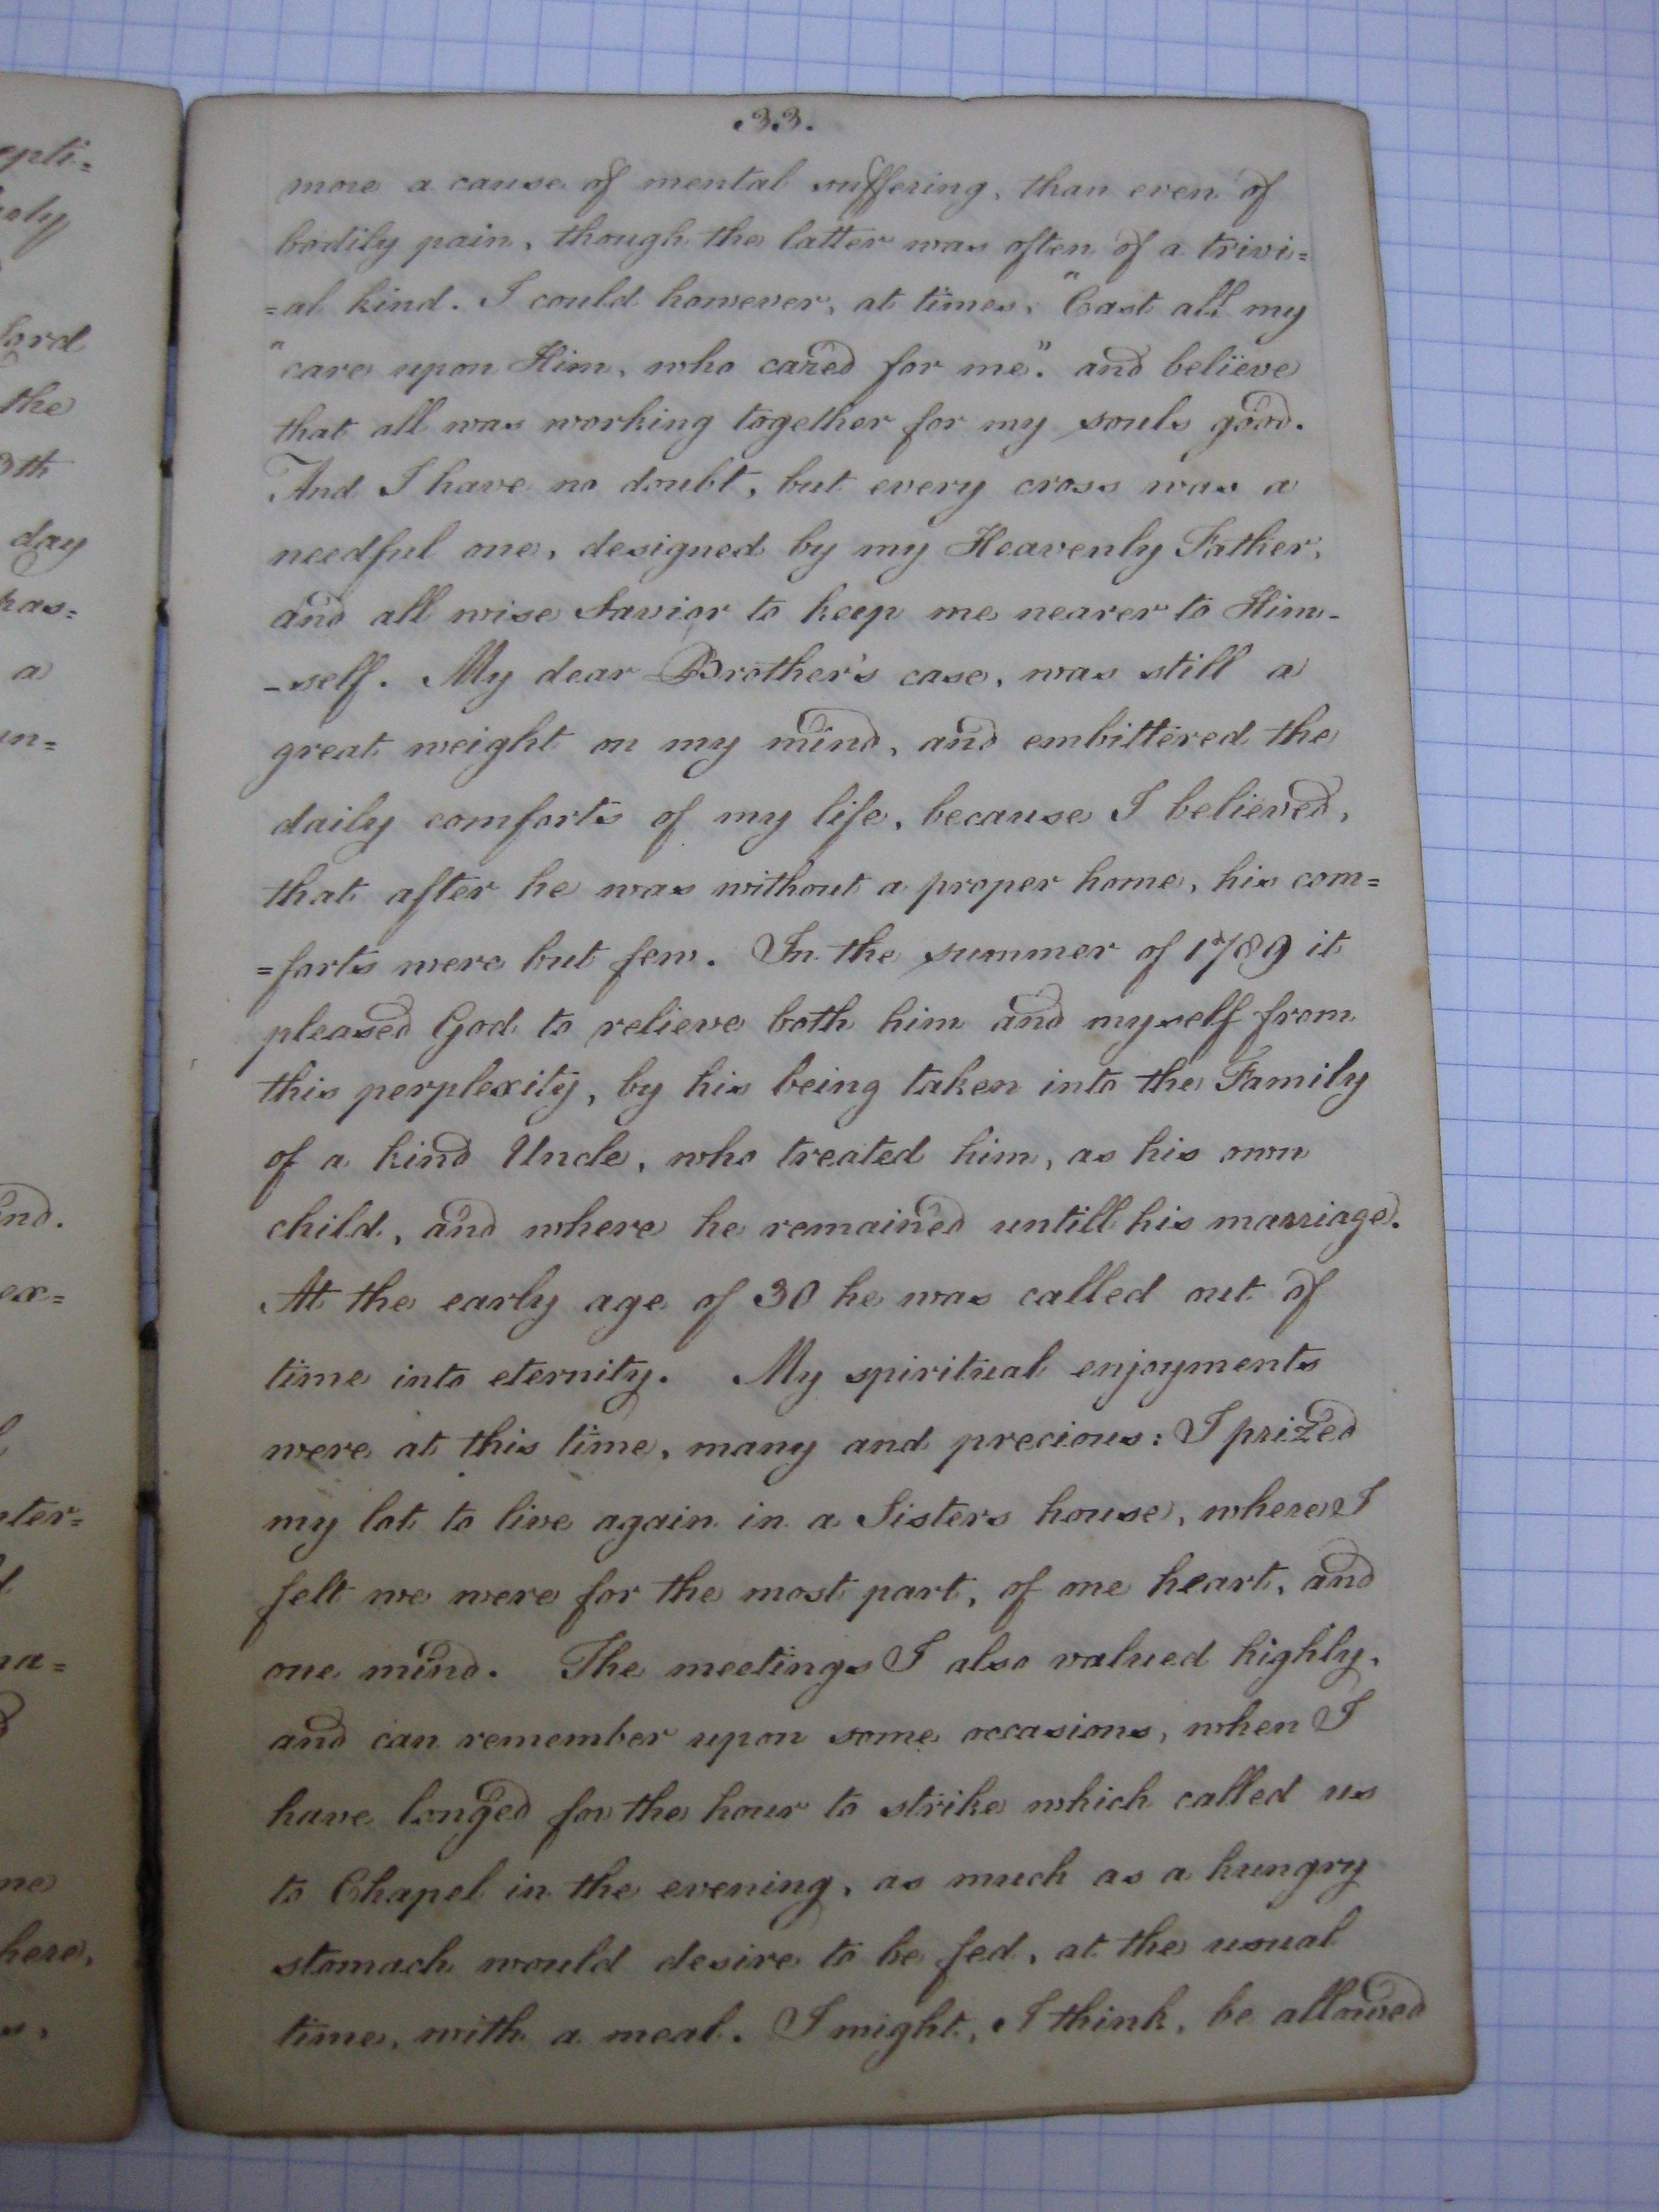 33.
more a cause of mental suffering, than even of
bodily pain, though the latter was often of a trivi=
=al kind. I could however, at times, "Cast all my
"care upon Him, who cared for me". and believe
that all was working together for my souls good.
And I have no doubt, but every cross was a
needful one, designed by my Heavenly Father,
and all wise Savior to keep me nearer to Him-
-self. My dear Brother's case, was still a
great weight on my mind, and embittered the
daily comforts of my life, because I believed,
that after he was without a proper home, his com=
=forts were but few. In the summer of 1789 it
pleased God to relieve both him and myself from
this perplexity, by his being taken into the Family
of a kind Uncle, who treated him, as his own
child, and where he remained untill his marriage.
At the early age of 30 he was called out of
time into eternity. My spiritual enjoyments
were at this time, many and precious: I prized
my lot to live again in a Sisters house, where I
felt we were for the most part, of one heart, and
one mind. The meetings I also valued highly,
and can remember upon some occasions, when I
have longed for the hour to strike which called us
to Chapel in the evening, as much as a hungry
stomach would desire to be fed, at the usual
time, with a meal. I might, I think, be allowed